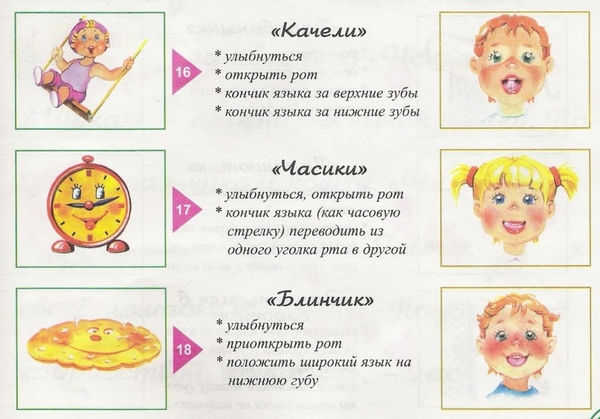 «Качели»
16
* улыбнуться
* открыть рот
* кончик языка за верхние зубы
* кончик языка за нижние зубы
«Часики»
17
* улыбнуться, открыть рот
* кончик языка (как часовую
стрелку) переводить из
одного уголка рта в другой
«Блинчик»
18
* улыбнуться
* приоткрыть рот
* положить широкий язык на
нижнюю губу